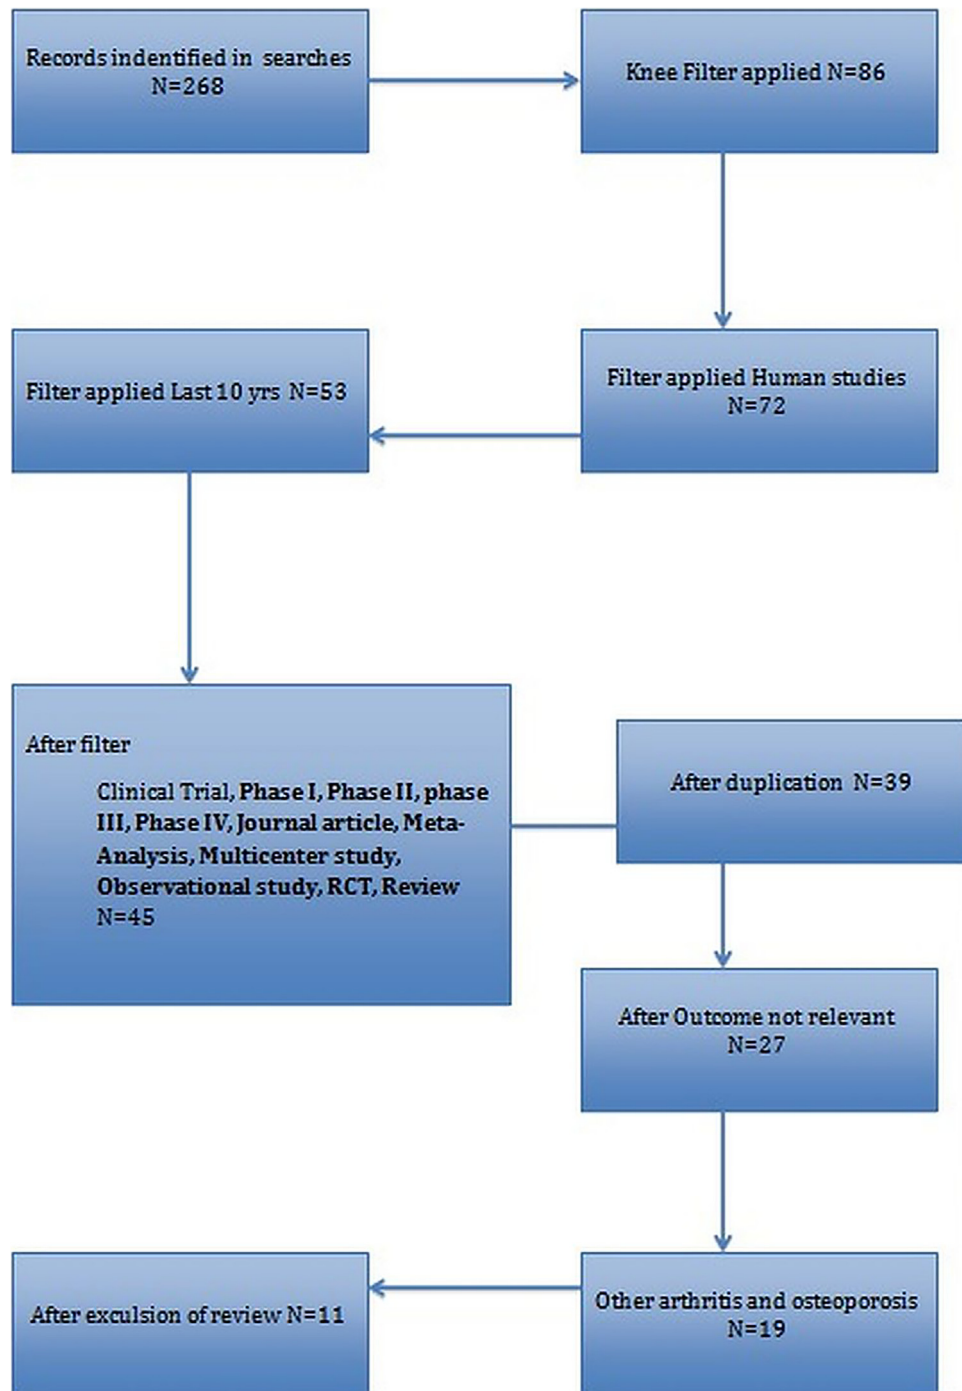 Records indentified in searches
N=268
Knee Filter applied N=86
Filter applied Human studies
N=72
Filter applied Last 10 yrs N=53
After filter
Clinical Trial, Phase I, Phase II, phase
III, Phase IV, Journal article, Meta-
Analysis, Multicenter study,
Observational study, RCT, Review
N=45
After duplication N=39
After Outcome not relevant
N=27
Other arthritis and osteoporosis
N=19
After exculsion of review N=11